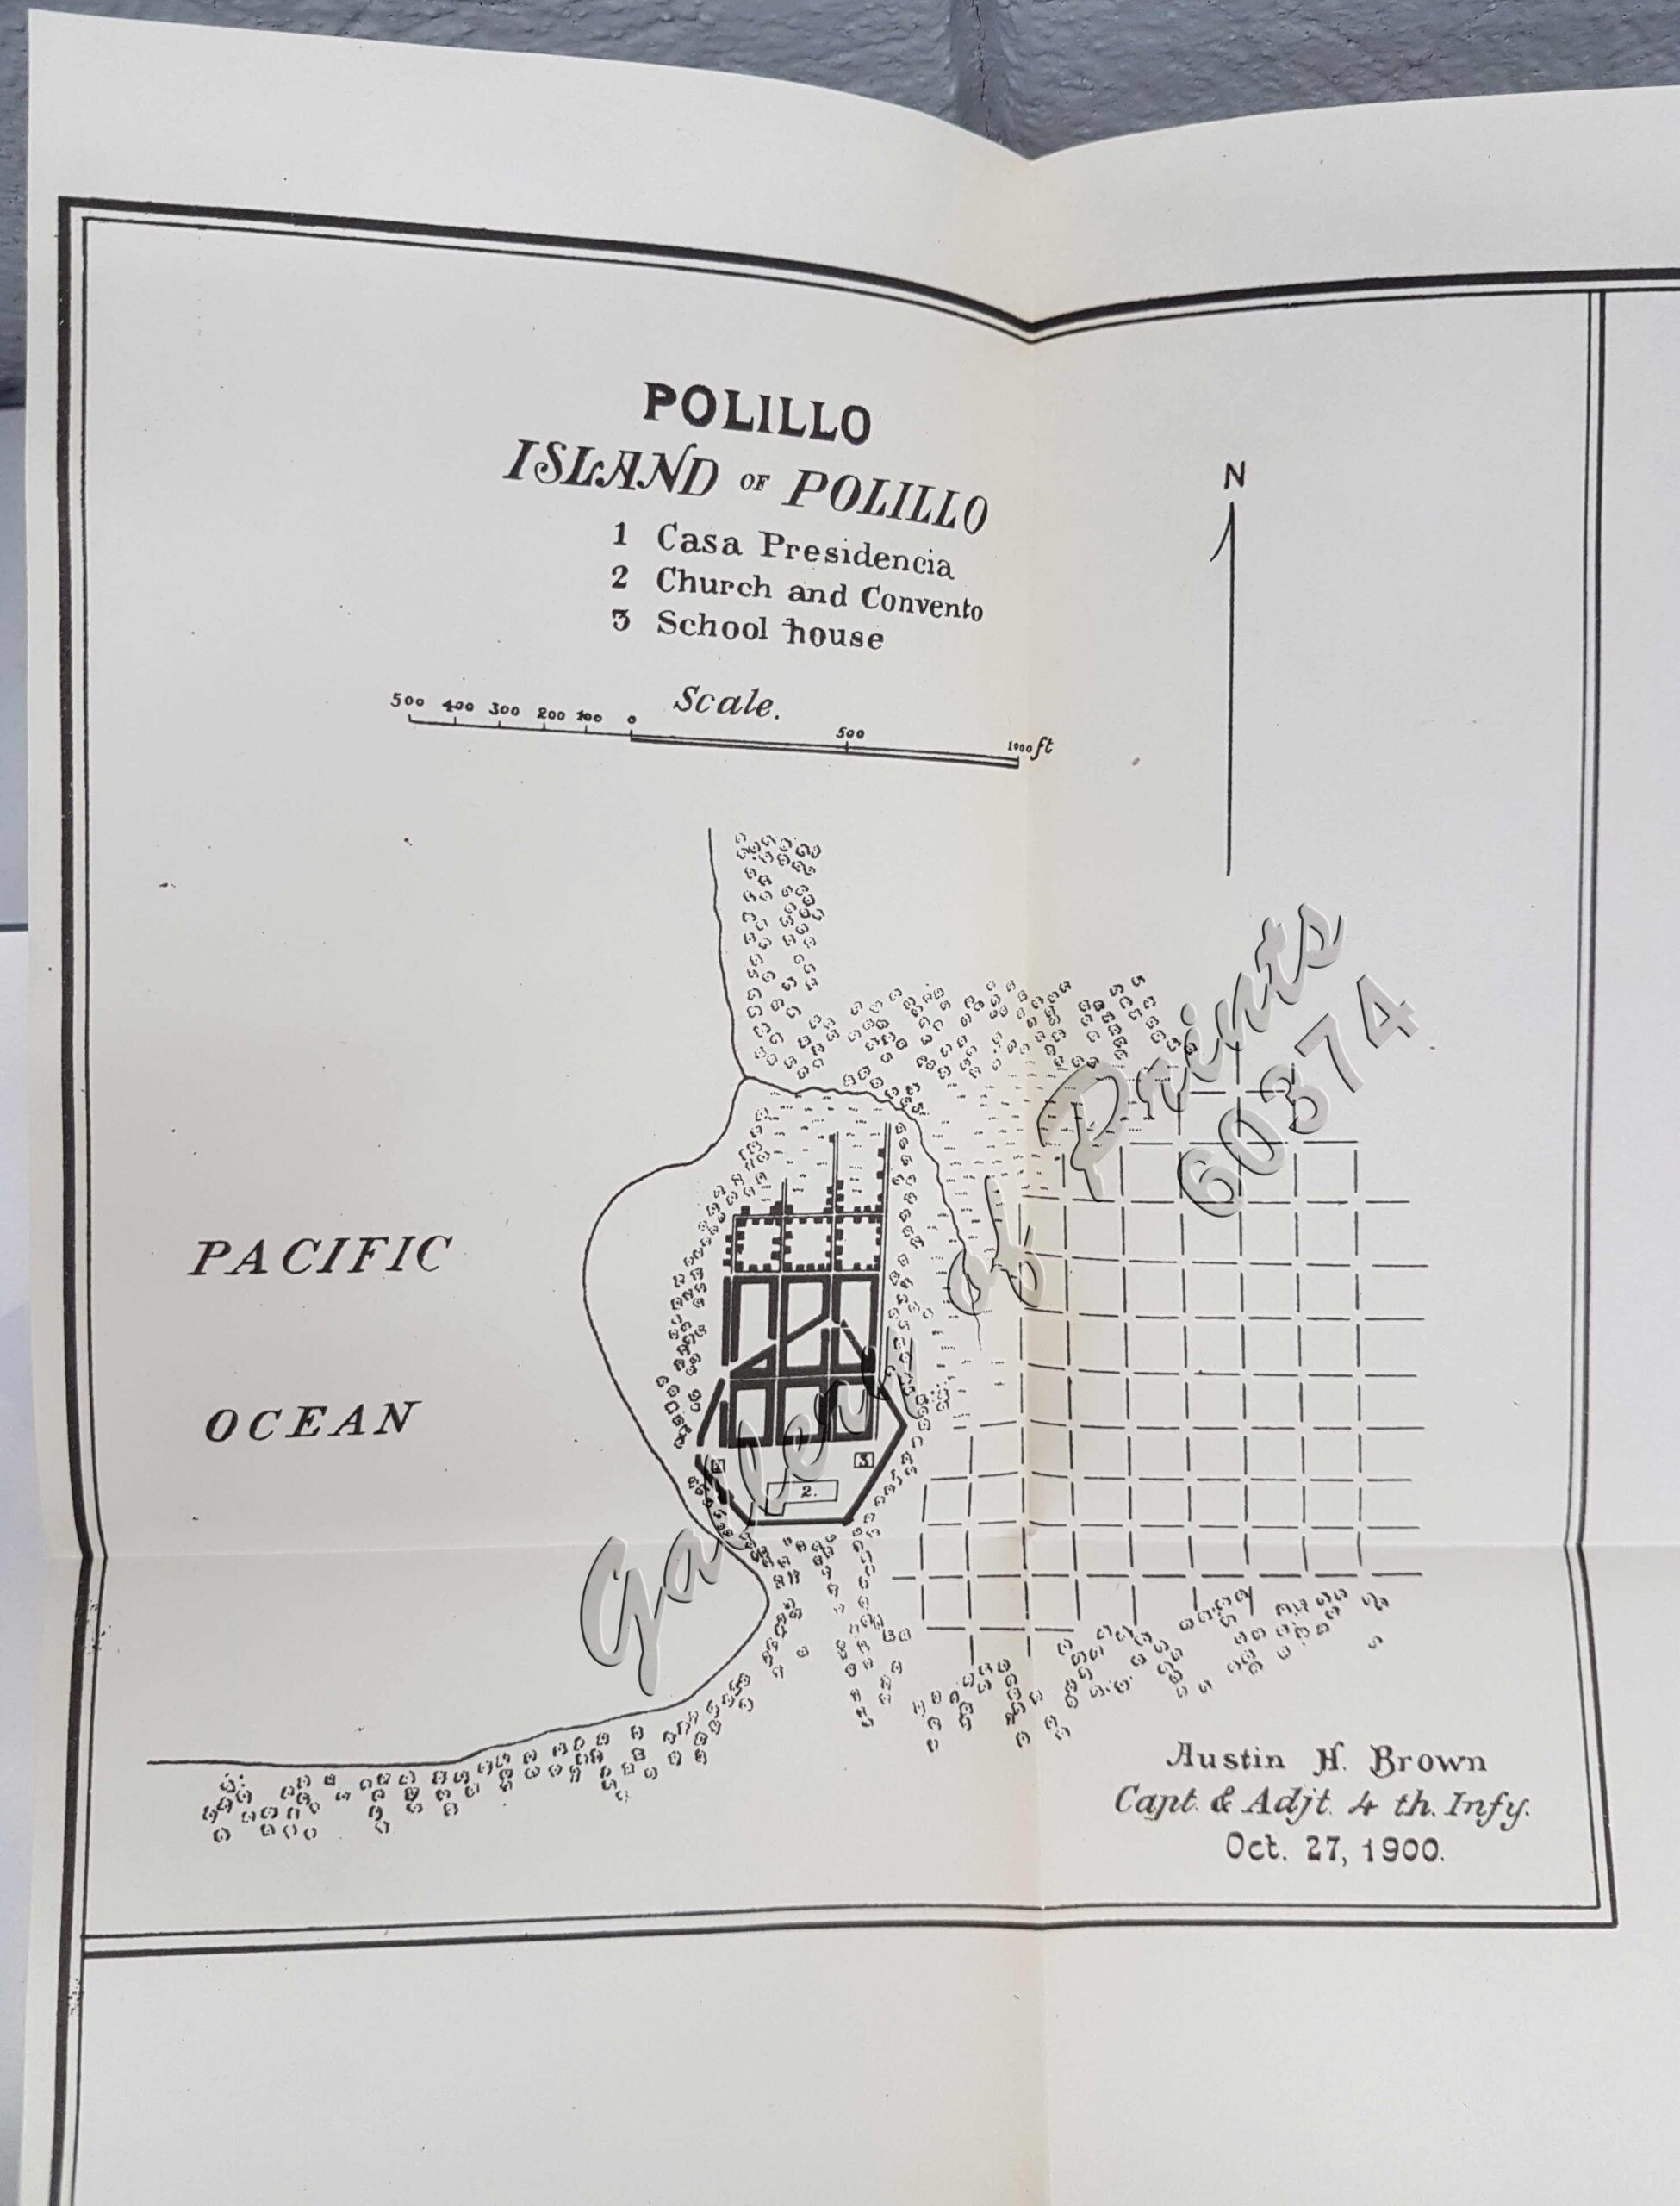 POLILLO
ISLAND OF POLILLO
1 Casa Presidencia
2 Church and Convento
3 School house
Scale.
500 400 300 200 100 0 500 1000 ft
N
PACIFIC
OCEAN
1
3
2.
Gallery of Prints
60374
Austin H. Brown
Capt. & Adjt. 4 th. Infy.
Oct. 27, 1900.